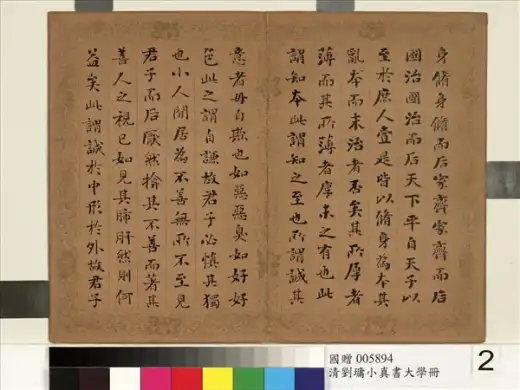 身脩身脩而后家齊家齊而后
國治國治而后天下平自天子以
至於庶人壹是皆以脩身為本其
亂本而末治者否矣其所厚者
薄而其所薄者厚未之有也此
謂知本此謂知之至也所謂誠其
意者毋自欺也如惡惡臭如好好
色此之謂自謙故君子必慎其獨
也小人閒居為不善無所不至見
君子而后厭然揜其不善而著其
善人之視己如見其肺肝然則何
益矣此謂誠於中形於外故君子
國贈 005894
清劉墉小真書大學冊
2